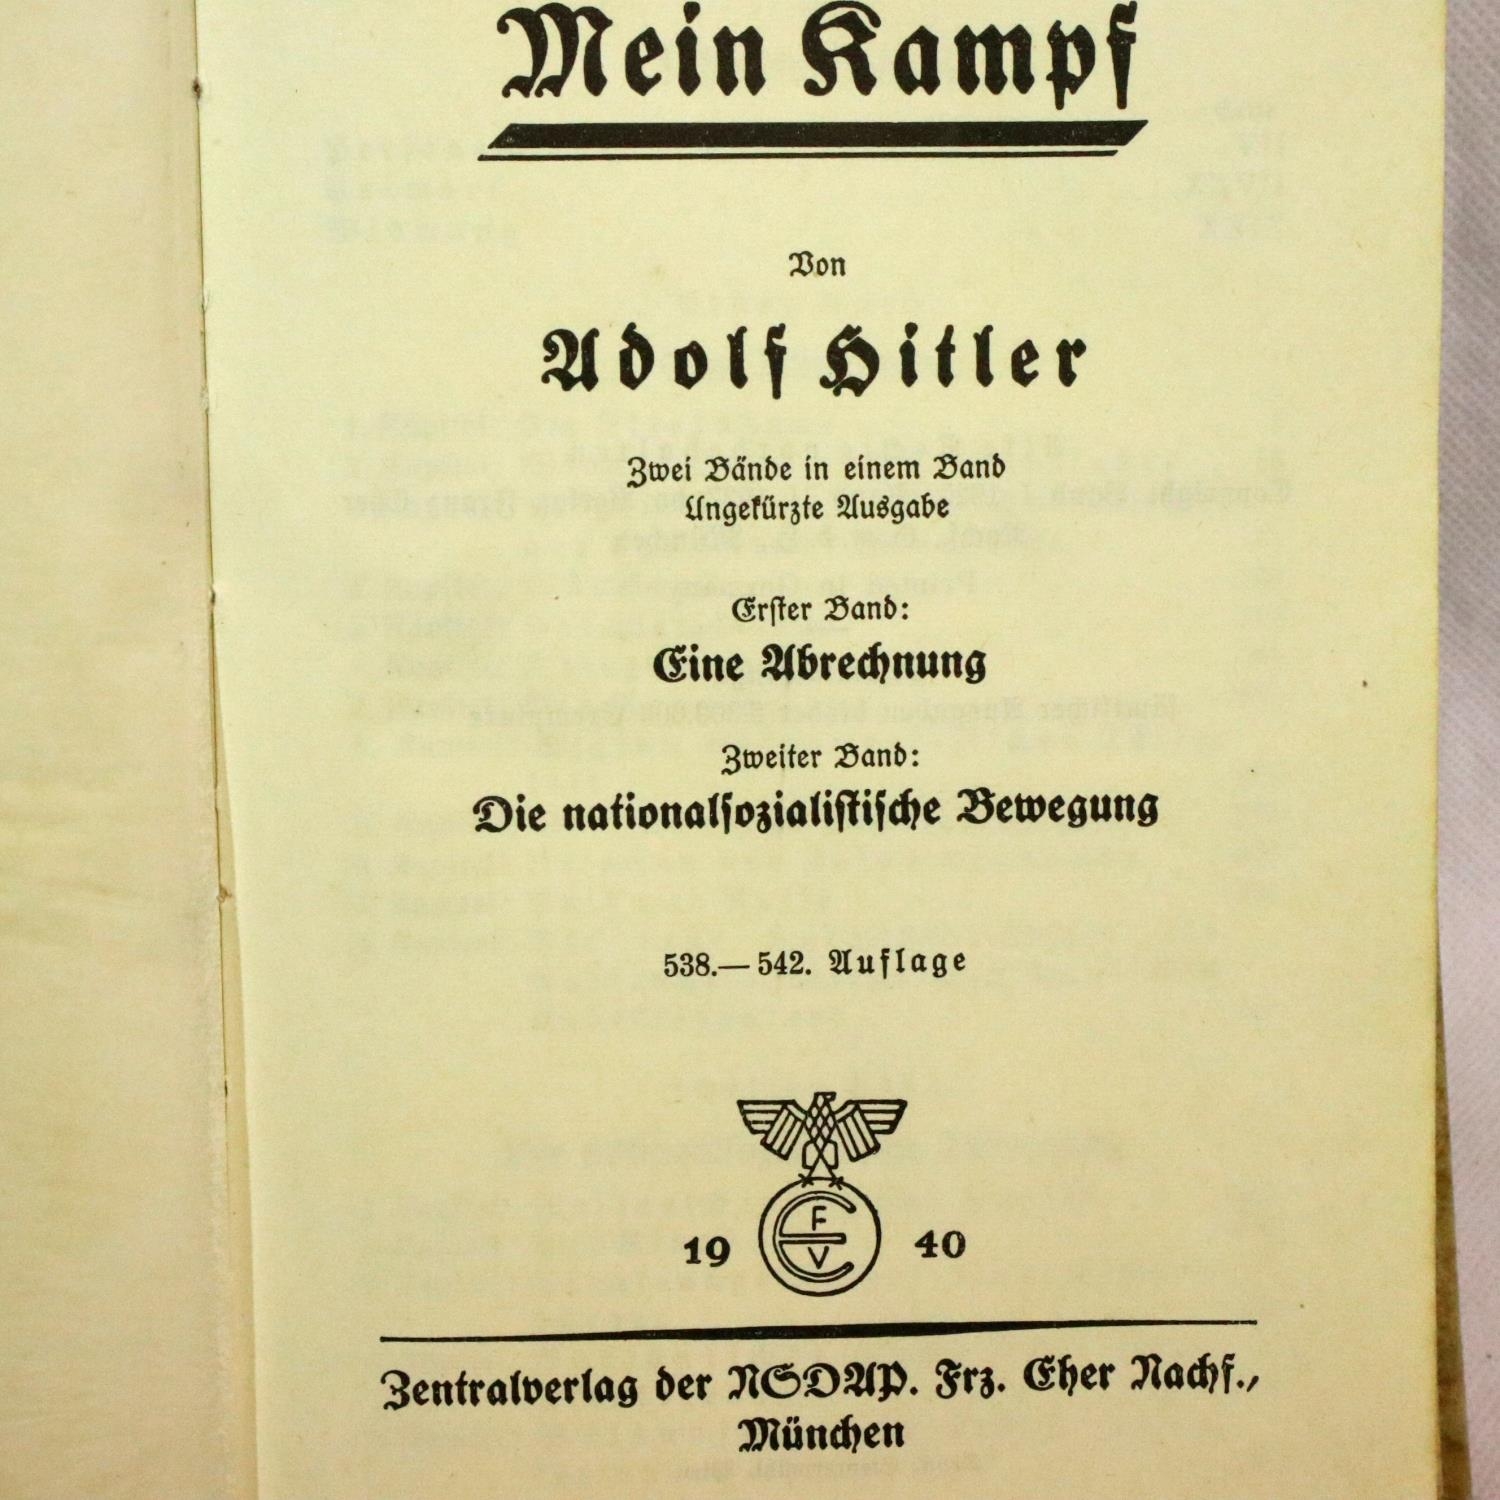 Mein Kampf
Von
Adolf Hitler
Zwei Bände in einem Band
Ungekürzte Ausgabe
Erster Band:
Eine Abrechnung
Zweiter Band:
Die nationalsozialistische Bewegung
538.—542. Auflage
F
E
V
19 40
Zentralverlag der NSDAP. Frz. Eher Nachf.,
München